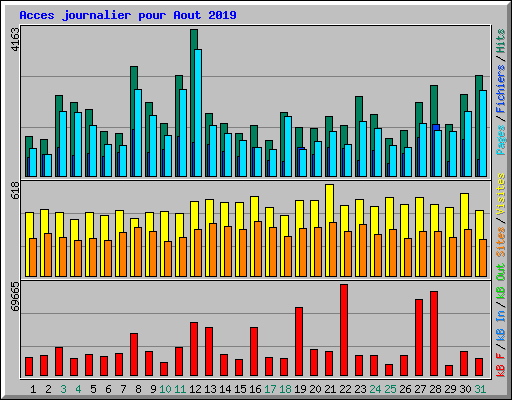 Acces journalier pour Aout 2019
4163
618
69665
Pages / Fichiers / Hits
kB F / kB In / kB Out Sites / Visites
1 2 3 4 5 6 7 8 9 10 11 12 13 14 15 16 17 18 19 20 21 22 23 24 25 26 27 28 29 30 31